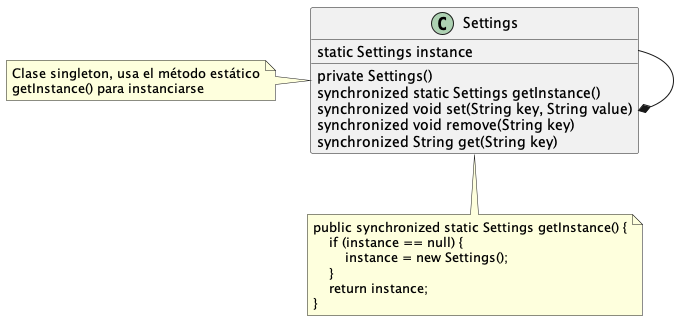 C Settings
static Settings instance
Clase singleton, usa el método estático
getInstance() para instanciarse
private Settings()
synchronized static Settings getInstance()
synchronized void set(String key, String value)
synchronized void remove(String key)
synchronized String get(String key)
public synchronized static Settings getInstance() {
    if (instance == null) {
        instance = new Settings();
    }
    return instance;
}